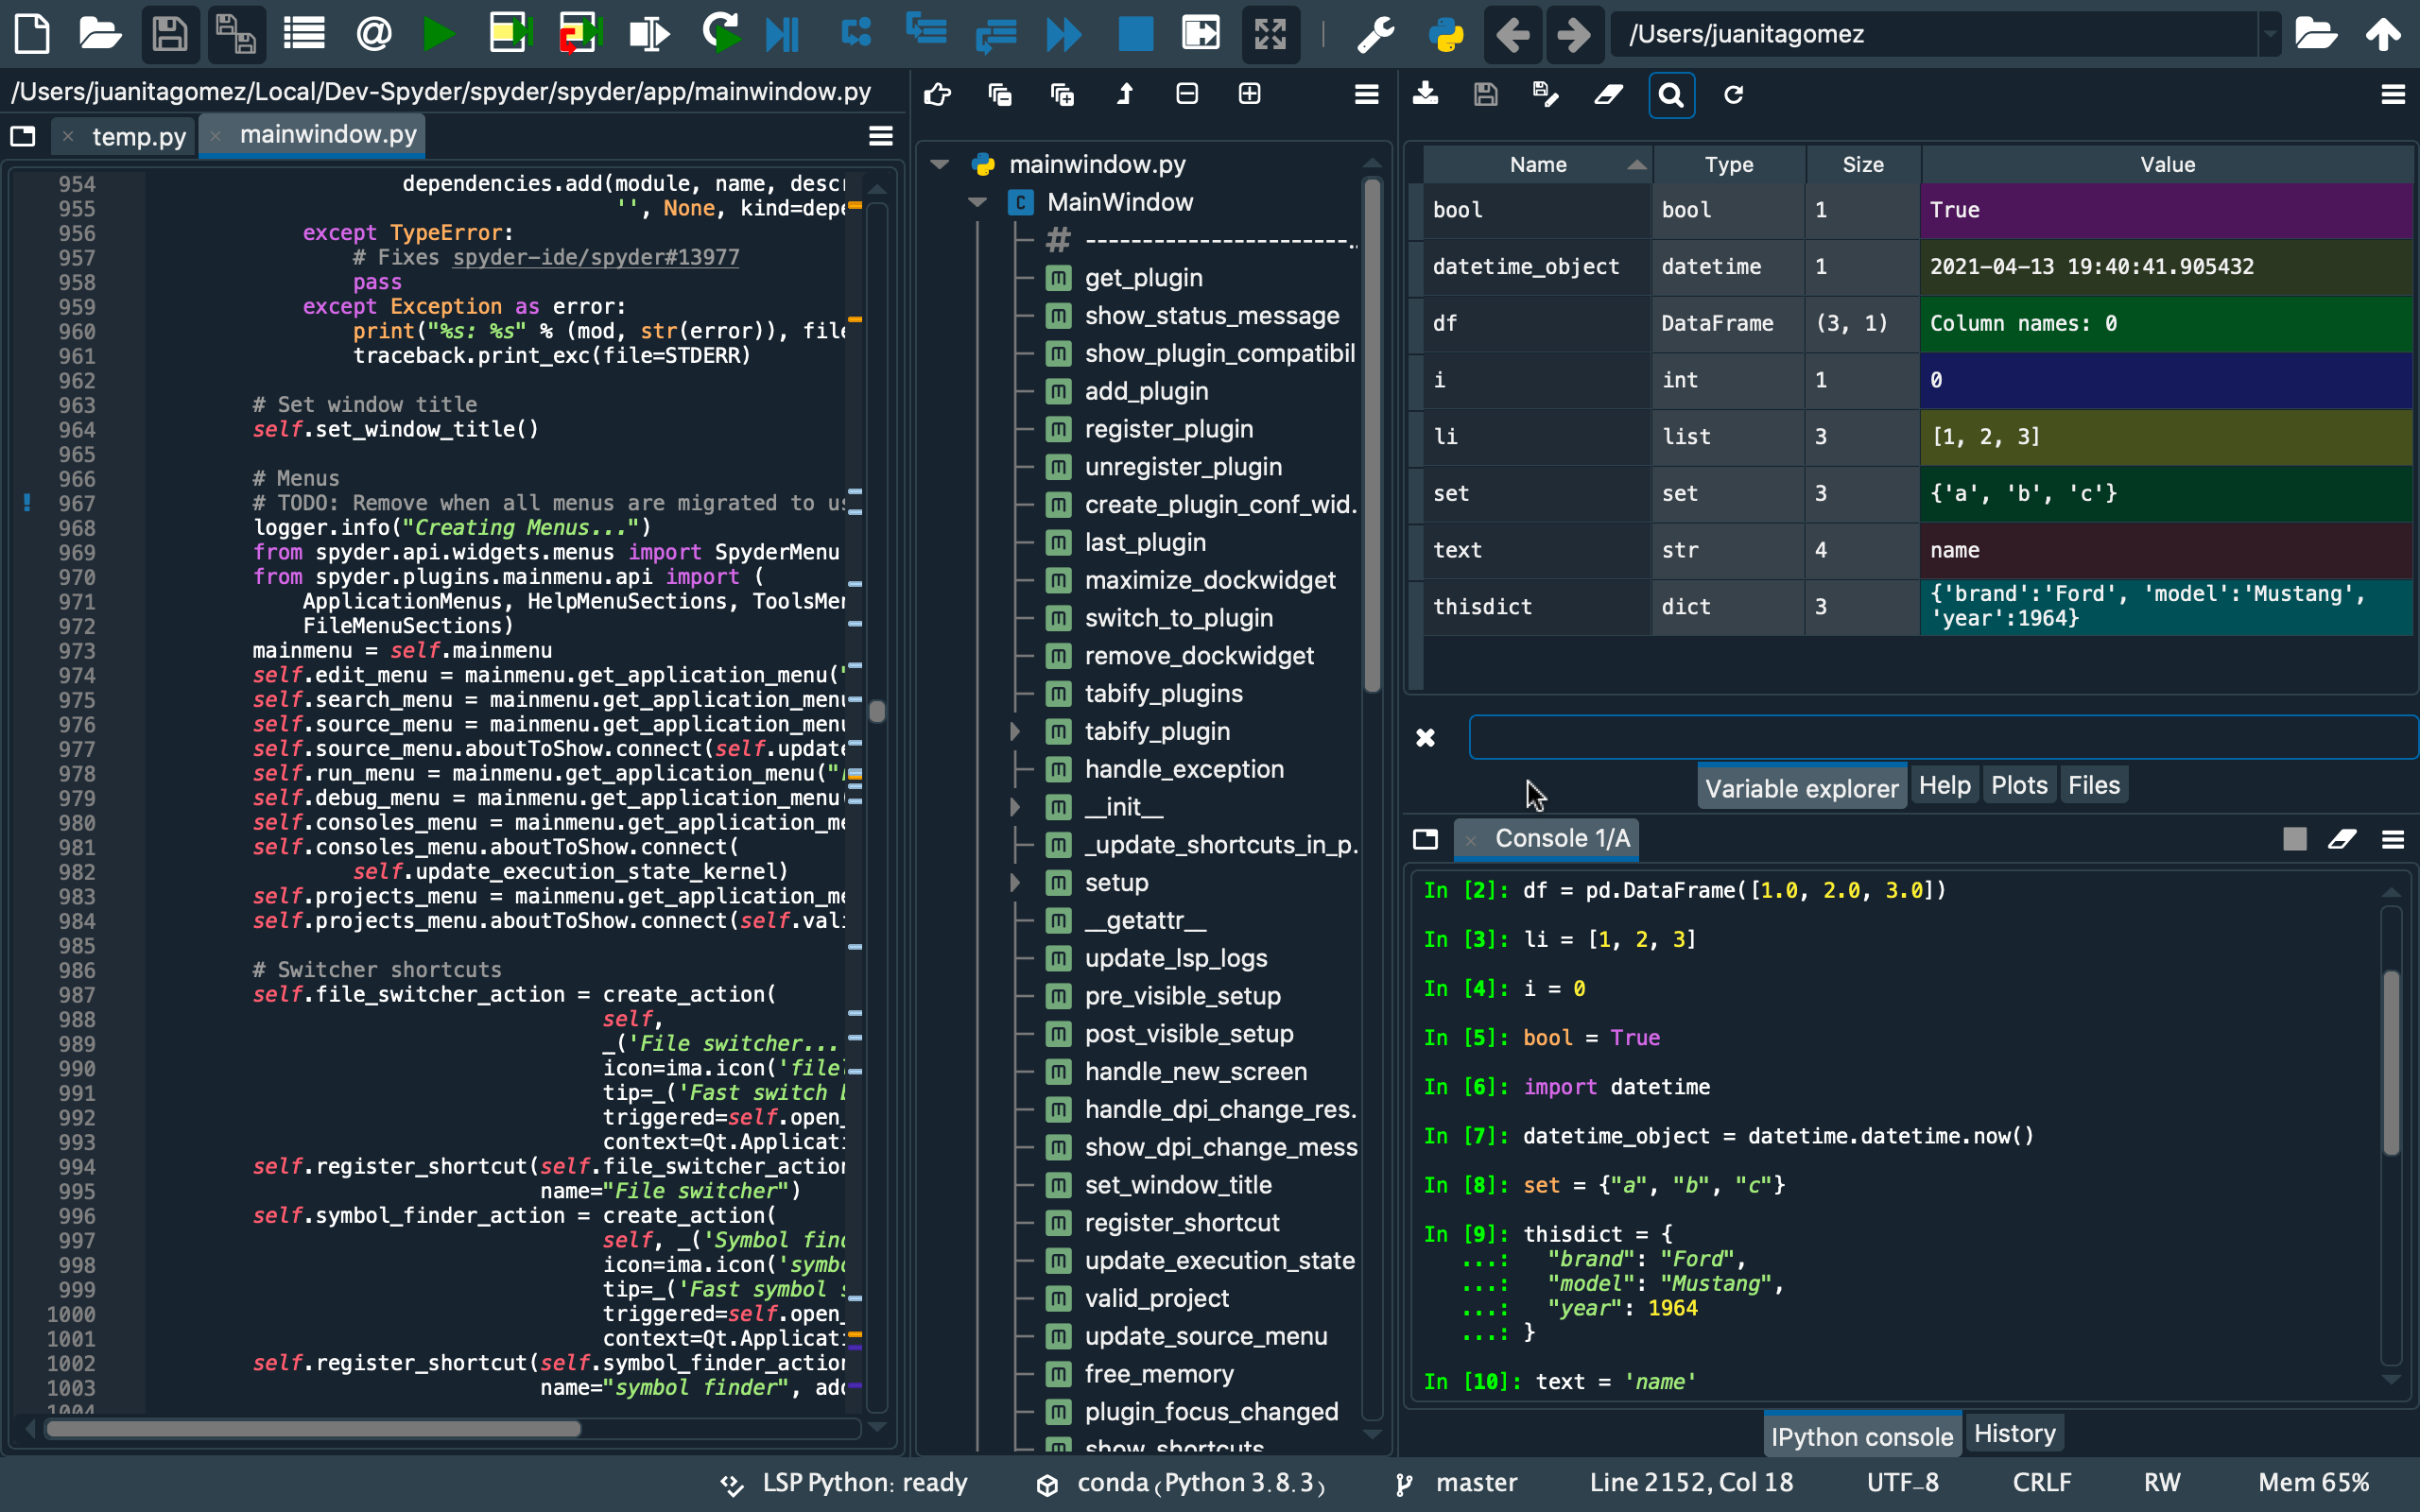 /Users/juanitagomez
/Users/juanitagomez/Local/Dev-Spyder/spyder/spyder/app/mainwindow.py
temp.py
mainwindow.py
954 dependencies.add(module, name, desc
955 '', None, kind=dep
956 except TypeError:
957 # Fixes spyder-ide/spyder#13977
958 pass
959 except Exception as error:
960 print("%s: %s" % (mod, str(error)), file
961 traceback.print_exc(file=STDERR)
962
963 # Set window title
964 self.set_window_title()
965
966 # Menus
967 # TODO: Remove when all menus are migrated to us
968 logger.info("Creating Menus...")
969 from spyder.api.widgets.menus import SpyderMenu
970 from spyder.plugins.mainmenu.api import (
971 ApplicationMenus, HelpMenuSections, ToolsMen
972 FileMenuSections)
973 mainmenu = self.mainmenu
974 self.edit_menu = mainmenu.get_application_menu("
975 self.search_menu = mainmenu.get_application_menu
976 self.source_menu = mainmenu.get_application_menu
977 self.source_menu.aboutToShow.connect(self.update
978 self.run_menu = mainmenu.get_application_menu("
979 self.debug_menu = mainmenu.get_application_menu(
980 self.consoles_menu = mainmenu.get_application_me
981 self.consoles_menu.aboutToShow.connect(
982 self.update_execution_state_kernel)
983 self.projects_menu = mainmenu.get_application_me
984 self.projects_menu.aboutToShow.connect(self.val
985
986 # Switcher shortcuts
987 self.file_switcher_action = create_action(
988 self,
989 _('File switcher...
990 icon=ima.icon('file
991 tip=_('Fast switch
992 triggered=self.open_
993 context=Qt.Applicat
994 self.register_shortcut(self.file_switcher_action
995 name="File switcher")
996 self.symbol_finder_action = create_action(
997 self, _('Symbol find
998 icon=ima.icon('symbo
999 tip=_('Fast symbol
1000 triggered=self.open_
1001 context=Qt.Applicat
1002 self.register_shortcut(self.symbol_finder_action
1003 name="symbol finder", add
1004
mainwindow.py
C MainWindow
# -----------------------..
m get_plugin
m show_status_message
m show_plugin_compatibil
m add_plugin
m register_plugin
m unregister_plugin
m create_plugin_conf_wid.
m last_plugin
m maximize_dockwidget
m switch_to_plugin
m remove_dockwidget
m tabify_plugins
m tabify_plugin
m handle_exception
m __init__
m _update_shortcuts_in_p.
m setup
m __getattr__
m update_lsp_logs
m pre_visible_setup
m post_visible_setup
m handle_new_screen
m handle_dpi_change_res.
m show_dpi_change_mess
m set_window_title
m register_shortcut
m update_execution_state
m valid_project
m update_source_menu
m free_memory
m plugin_focus_changed
m show_shortcuts
Name Type Size Value
bool bool 1 True
datetime_object datetime 1 2021-04-13 19:40:41.905432
df DataFrame (3, 1) Column names: 0
i int 1 0
li list 3 [1, 2, 3]
set set 3 {'a', 'b', 'c'}
text str 4 name
thisdict dict 3 {'brand':'Ford', 'model':'Mustang',
'year':1964}
Variable explorer Help Plots Files
Console 1/A
In [2]: df = pd.DataFrame([1.0, 2.0, 3.0])
In [3]: li = [1, 2, 3]
In [4]: i = 0
In [5]: bool = True
In [6]: import datetime
In [7]: datetime_object = datetime.datetime.now()
In [8]: set = {"a", "b", "c"}
In [9]: thisdict = {
...: "brand": "Ford",
...: "model": "Mustang",
...: "year": 1964
...: }
In [10]: text = 'name'
IPython console History
LSP Python: ready conda (Python 3.8.3) master Line 2152, Col 18 UTF-8 CRLF RW Mem 65%